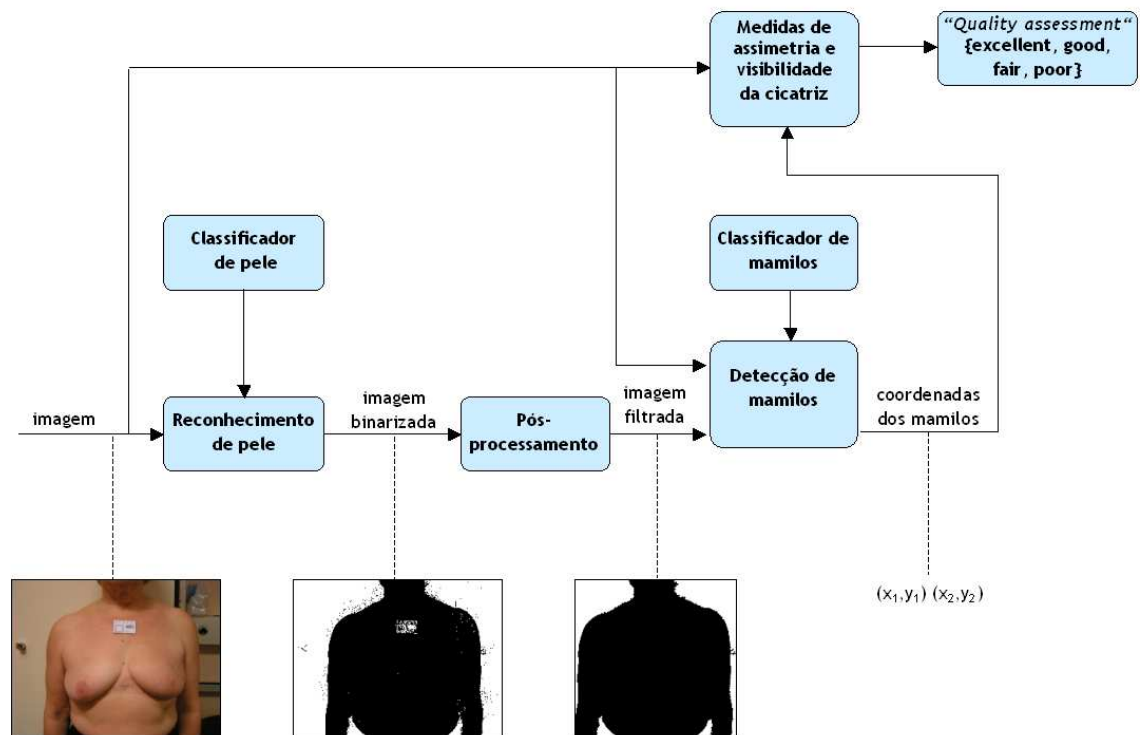 Medidas de
assimetria e
visibilidade
da cicatriz
“Quality assessment“
{excellent, good,
fair, poor}
Classificador
de pele
Classificador de
mamilos
imagem
Reconhecimento
de pele
imagem
binarizada
Pós-
processamento
imagem
filtrada
Detecção de
mamilos
coordenadas
dos mamilos
(x₁,y₁) (x₂,y₂)